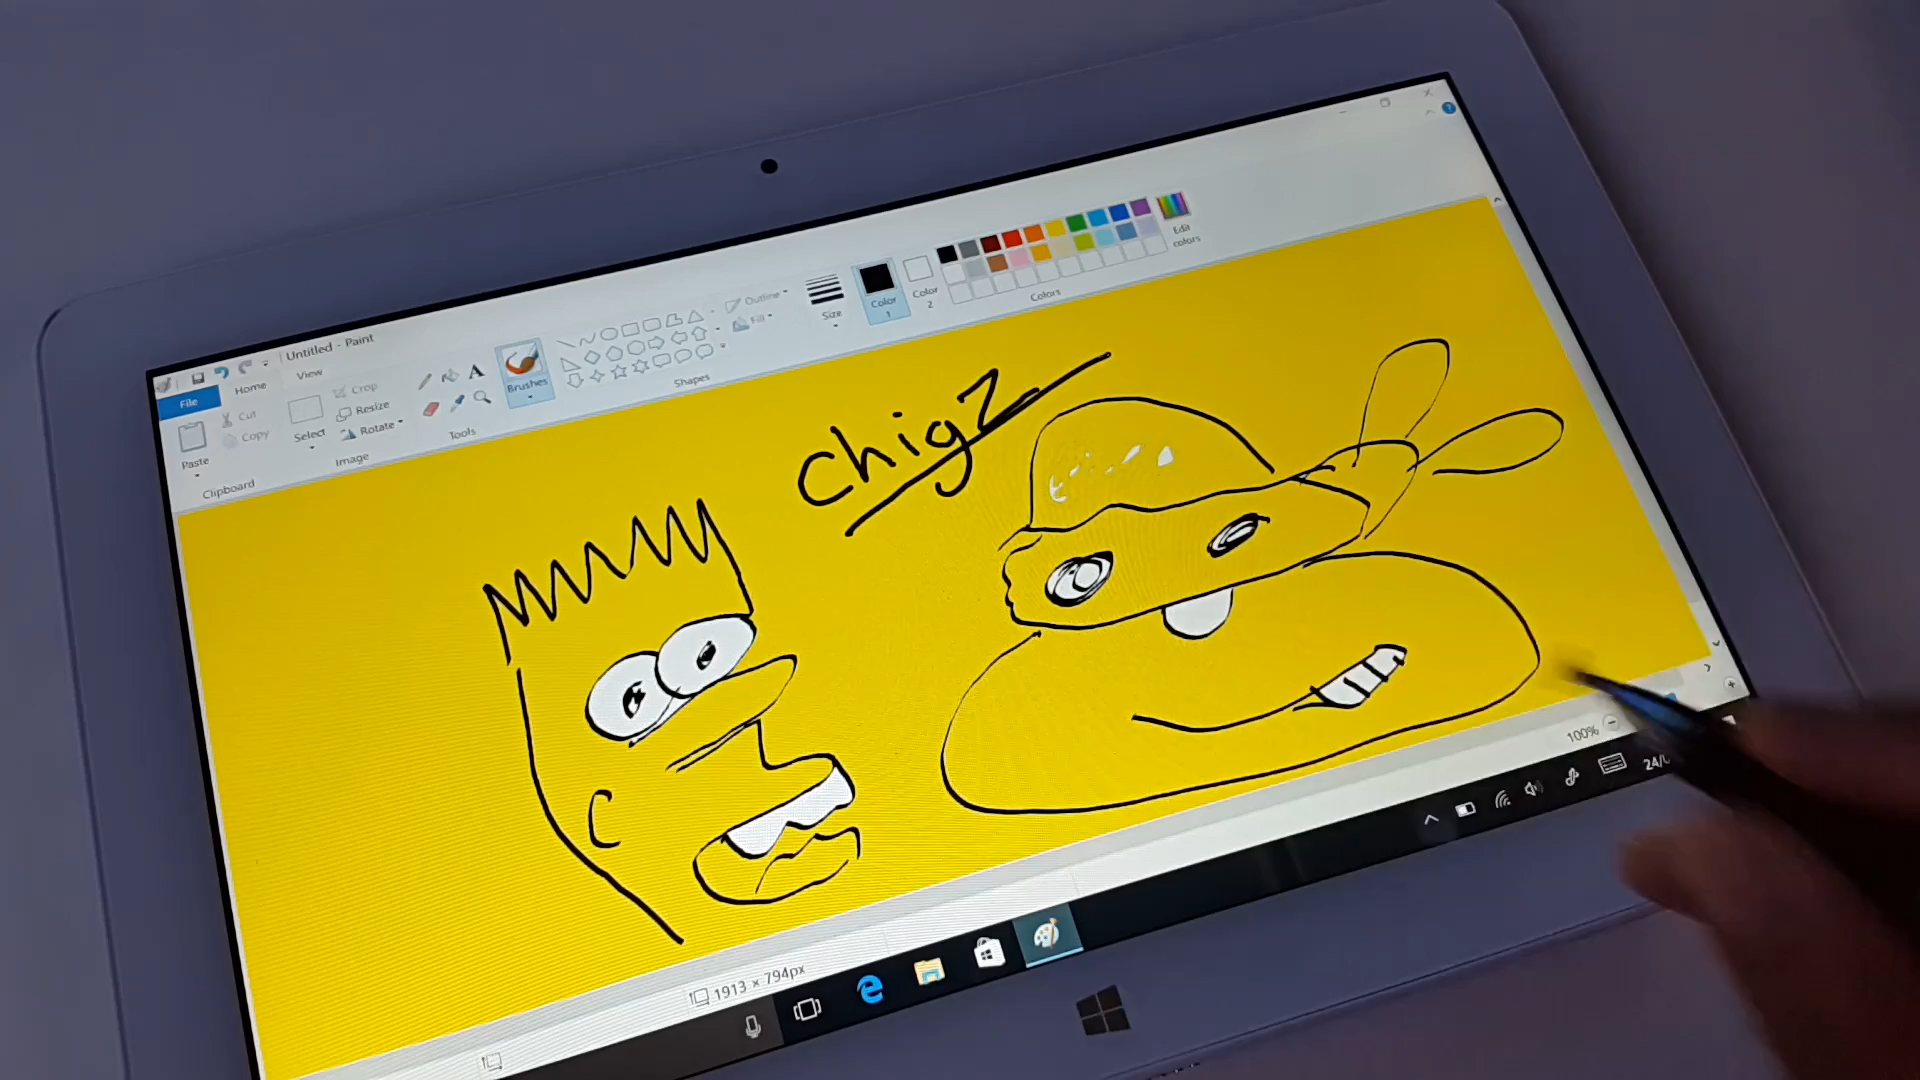 Untitled - Paint
File
Home
View
Paste
Cut
Copy
Clipboard
Select
Crop
Resize
Rotate
Image
A
Tools
Brushes
Outline
Fill
Shapes
Size
Color
1
Color
2
Colors
Edit
colors
chigz
100%
1913 × 794px